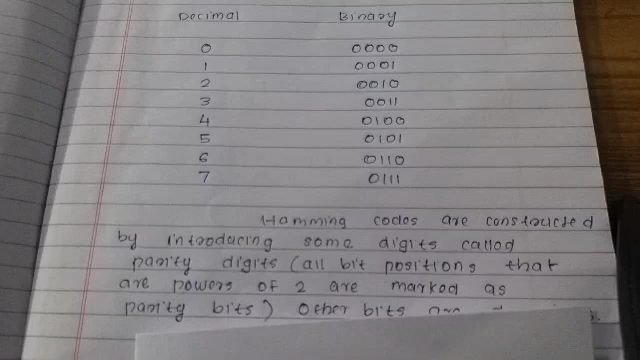 Decimal Binary
0 0000
1 0001
2 0010
3 0011
4 0100
5 0101
6 0110
7 0111
Hamming codes are constructed
by introducing some digits called
parity digits (all bit positions that
are powers of 2 are marked as
parity bits) Other bits